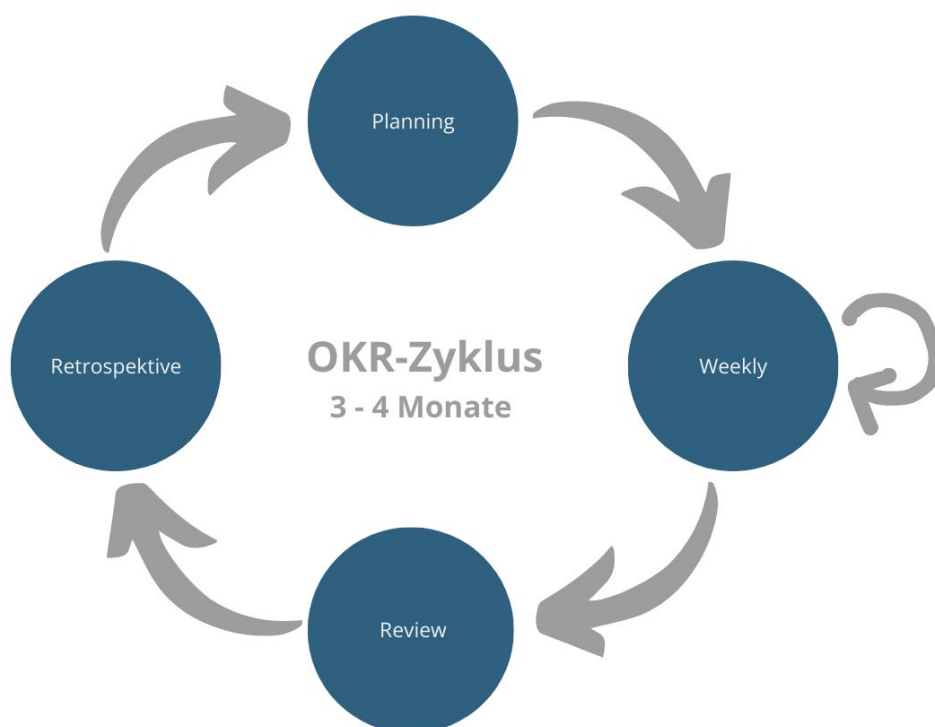 Planning
Retrospektive
OKR-Zyklus
3 - 4 Monate
Weekly
Review